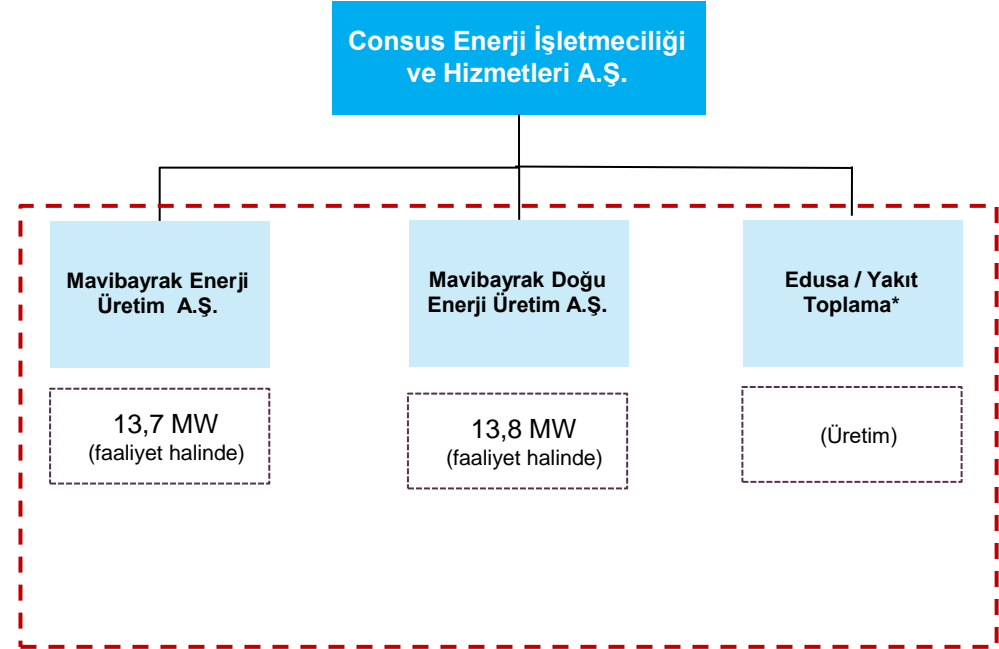 Consus Enerji İşletmeciliği
ve Hizmetleri A.Ş.
Mavibayrak Enerji
Üretim A.Ş.
Mavibayrak Doğu
Enerji Üretim A.Ş.
Edusa / Yakıt
Toplama*
13,7 MW
(faaliyet halinde)
13,8 MW
(faaliyet halinde)
(Üretim)